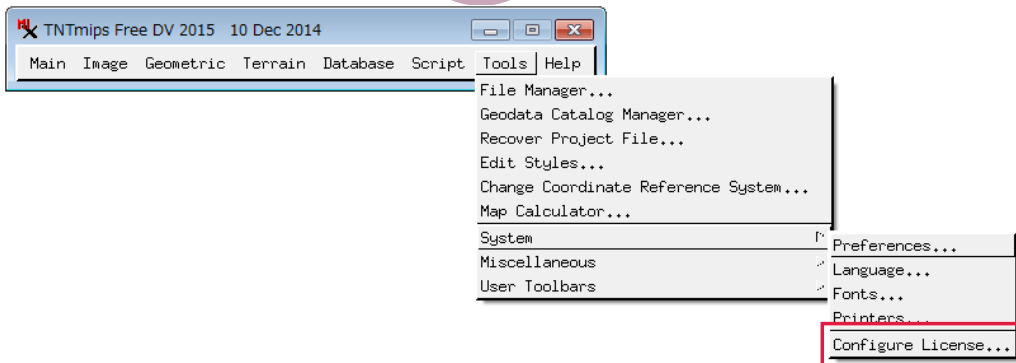 TNTmips Free DV 2015 10 Dec 2014
Main Image Geometric Terrain Database Script Tools Help
File Manager...
Geodata Catalog Manager...
Recover Project File...
Edit Styles...
Change Coordinate Reference System...
Map Calculator...
System
Miscellaneous
User Toolbars
Preferences...
Language...
Fonts...
Printers...
Configure License...